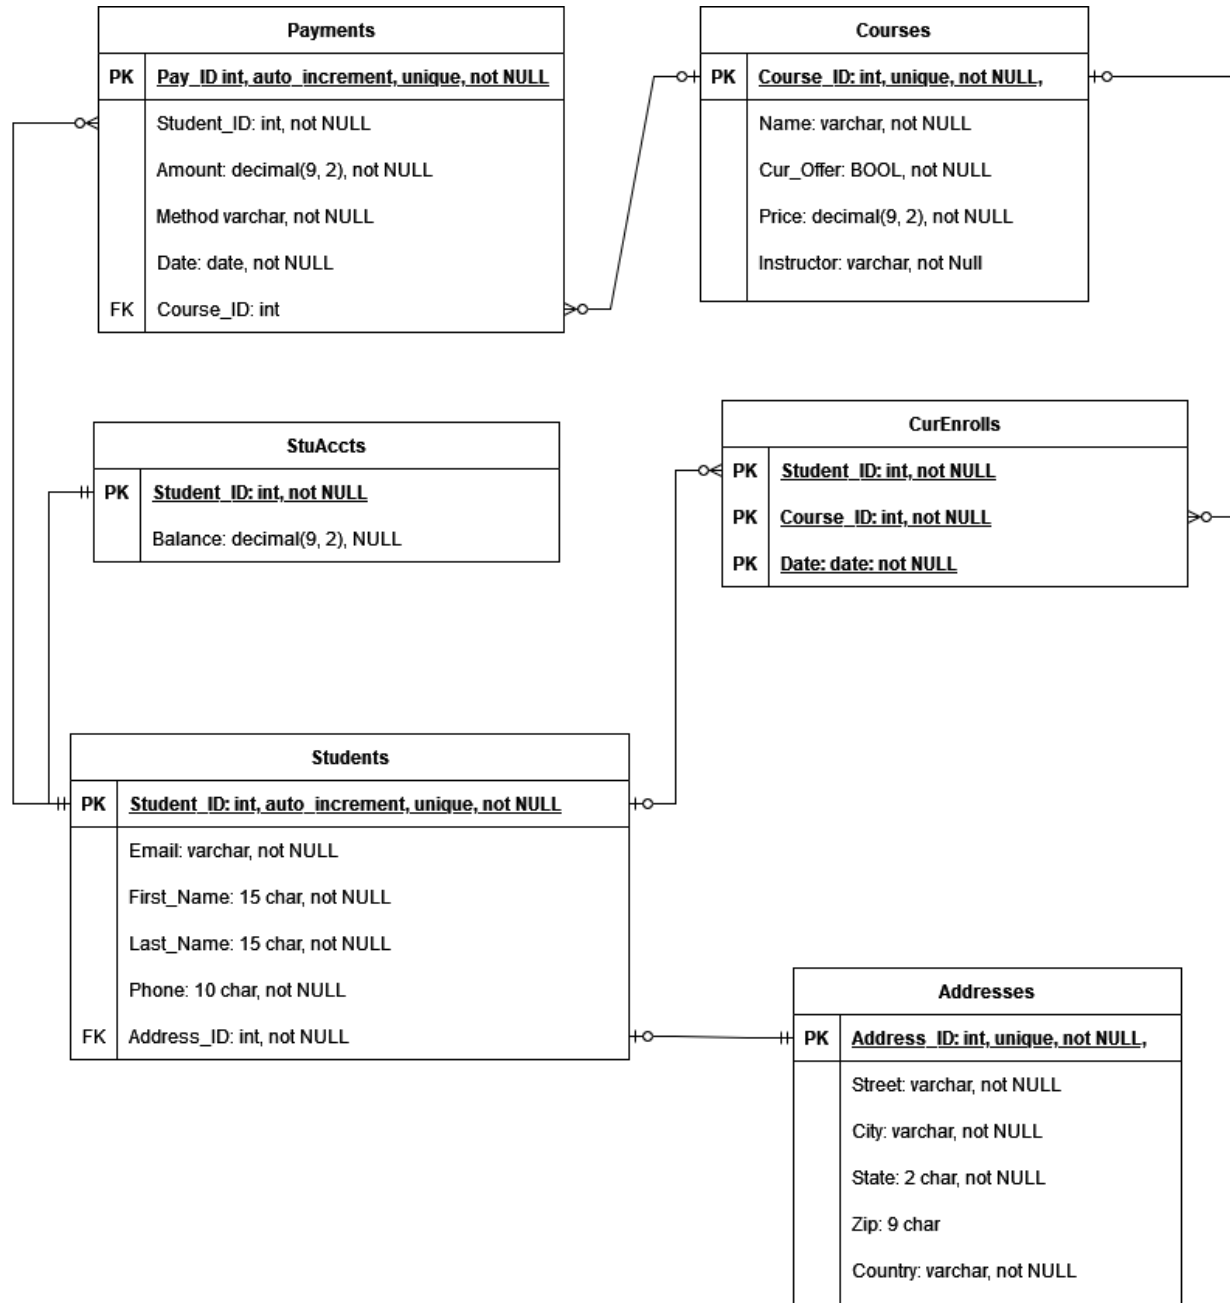 Payments
PK Pay_ID int, auto_increment, unique, not NULL
Student_ID: int, not NULL
Amount: decimal(9, 2), not NULL
Method varchar, not NULL
Date: date, not NULL
FK Course_ID: int
Courses
PK Course_ID: int, unique, not NULL,
Name: varchar, not NULL
Cur_Offer: BOOL, not NULL
Price: decimal(9, 2), not NULL
Instructor: varchar, not Null
StuAccts
PK Student_ID: int, not NULL
Balance: decimal(9, 2), NULL
CurEnrolls
PK Student_ID: int, not NULL
PK Course_ID: int, not NULL
PK Date: date: not NULL
Students
PK Student_ID: int, auto_increment, unique, not NULL
Email: varchar, not NULL
First_Name: 15 char, not NULL
Last_Name: 15 char, not NULL
Phone: 10 char, not NULL
FK Address_ID: int, not NULL
Addresses
PK Address_ID: int, unique, not NULL,
Street: varchar, not NULL
City: varchar, not NULL
State: 2 char, not NULL
Zip: 9 char
Country: varchar, not NULL